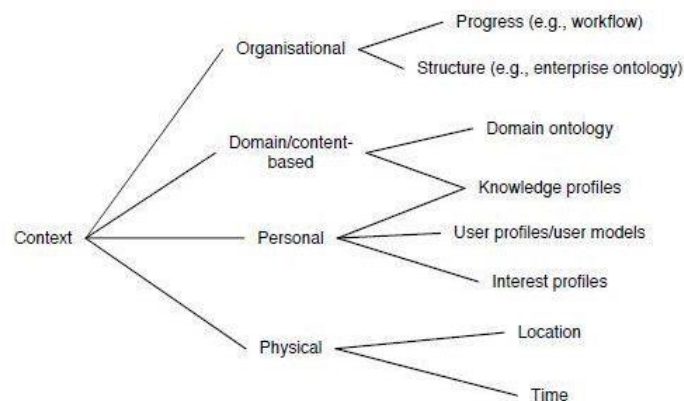 Progress (e.g., workflow)
Organisational
Structure (e.g., enterprise ontology)
Domain/content-
based
Domain ontology
Knowledge profiles
Context
Personal
User profiles/user models
Interest profiles
Physical
Location
Time